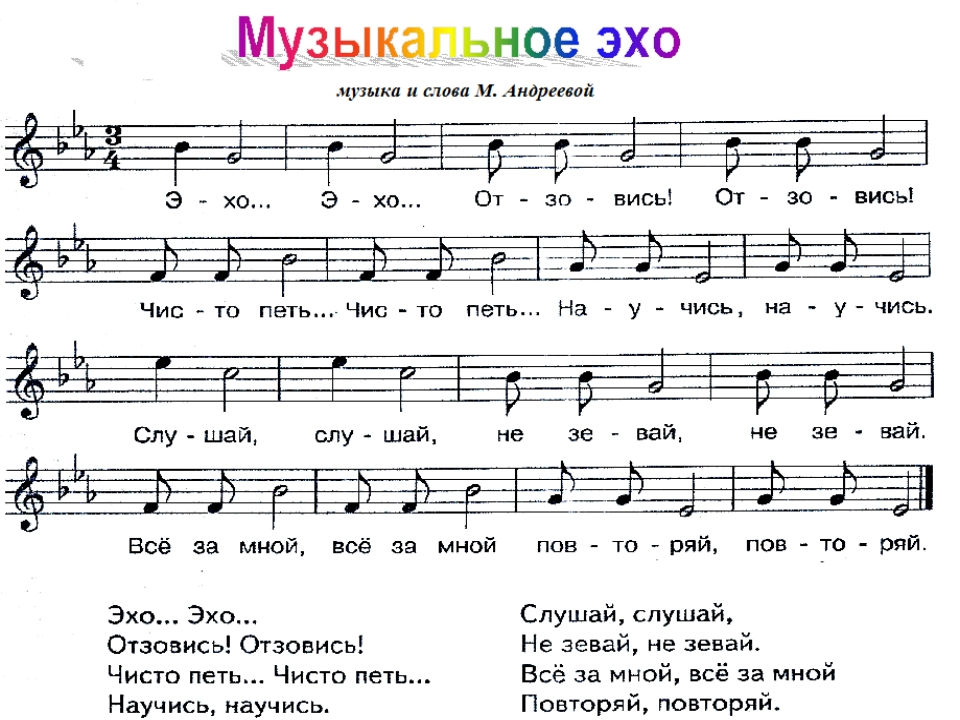 Музыкальное эхо
музыка и слова М. Андреевой
3
4
Э - хо... Э - хо... От - зо - вись! От - зо - вись!
Чис - то петь... Чис - то петь... На - у - чись, на - у - чись.
Слу - шай, слу - шай, не зе - вай, не зе - вай.
Всё за мной, всё за мной пов - то - ряй, пов - то - ряй.
Эхо... Эхо...
Отзовись! Отзовись!
Чисто петь... Чисто петь...
Научись, научись.
Слушай, слушай,
Не зевай, не зевай.
Всё за мной, всё за мной
Повторяй, повторяй.